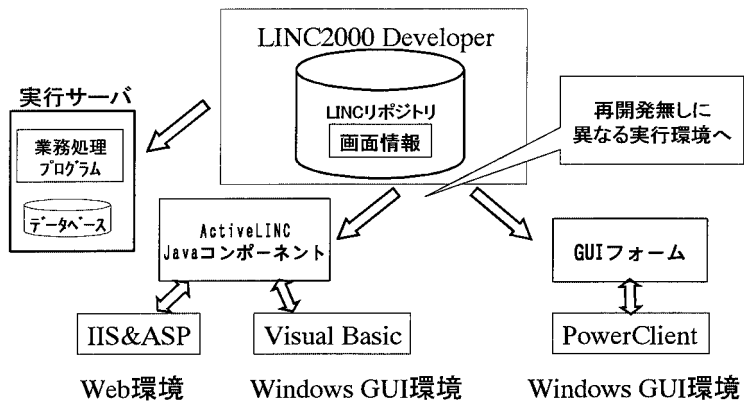 LINC2000 Developer
LINCリポジトリ
画面情報
実行サーバ
業務処理
プログラム
データベース
再開発無しに
異なる実行環境へ
ActiveLINC
Javaコンポーネント
GUIフォーム
IIS&ASP
Visual Basic
PowerClient
Web環境
Windows GUI環境
Windows GUI環境